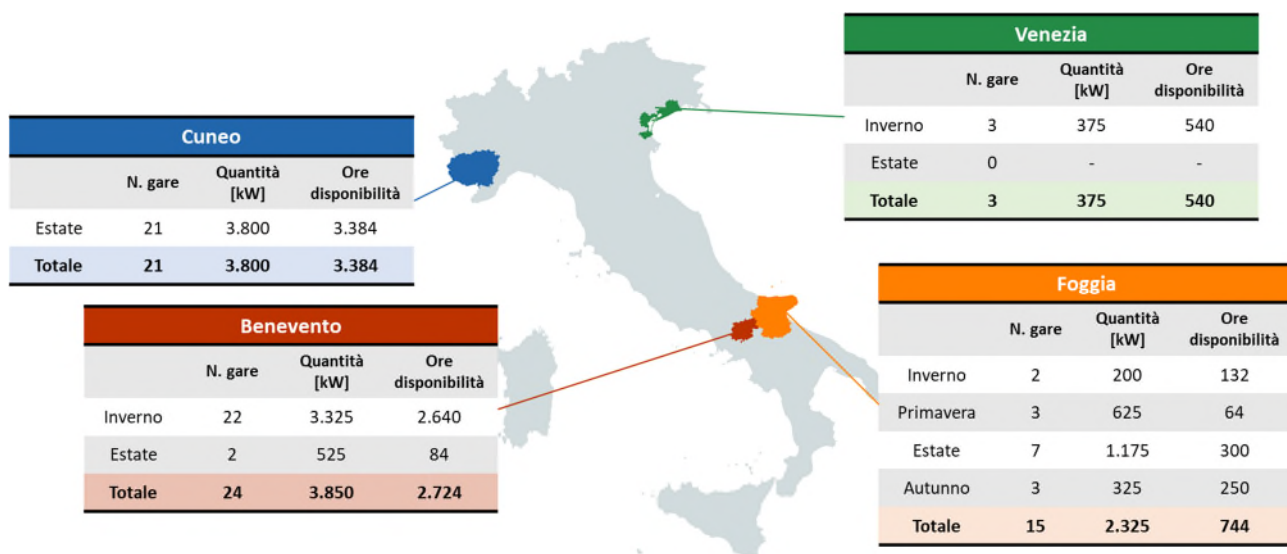 Venezia
N. gare Quantità [kW] Ore disponibilità
Inverno 3 375 540
Estate 0 - -
Totale 3 375 540
Cuneo
N. gare Quantità [kW] Ore disponibilità
Estate 21 3.800 3.384
Totale 21 3.800 3.384
Foggia
N. gare Quantità [kW] Ore disponibilità
Inverno 2 200 132
Primavera 3 625 64
Estate 7 1.175 300
Autunno 3 325 250
Totale 15 2.325 744
Benevento
N. gare Quantità [kW] Ore disponibilità
Inverno 22 3.325 2.640
Estate 2 525 84
Totale 24 3.850 2.724